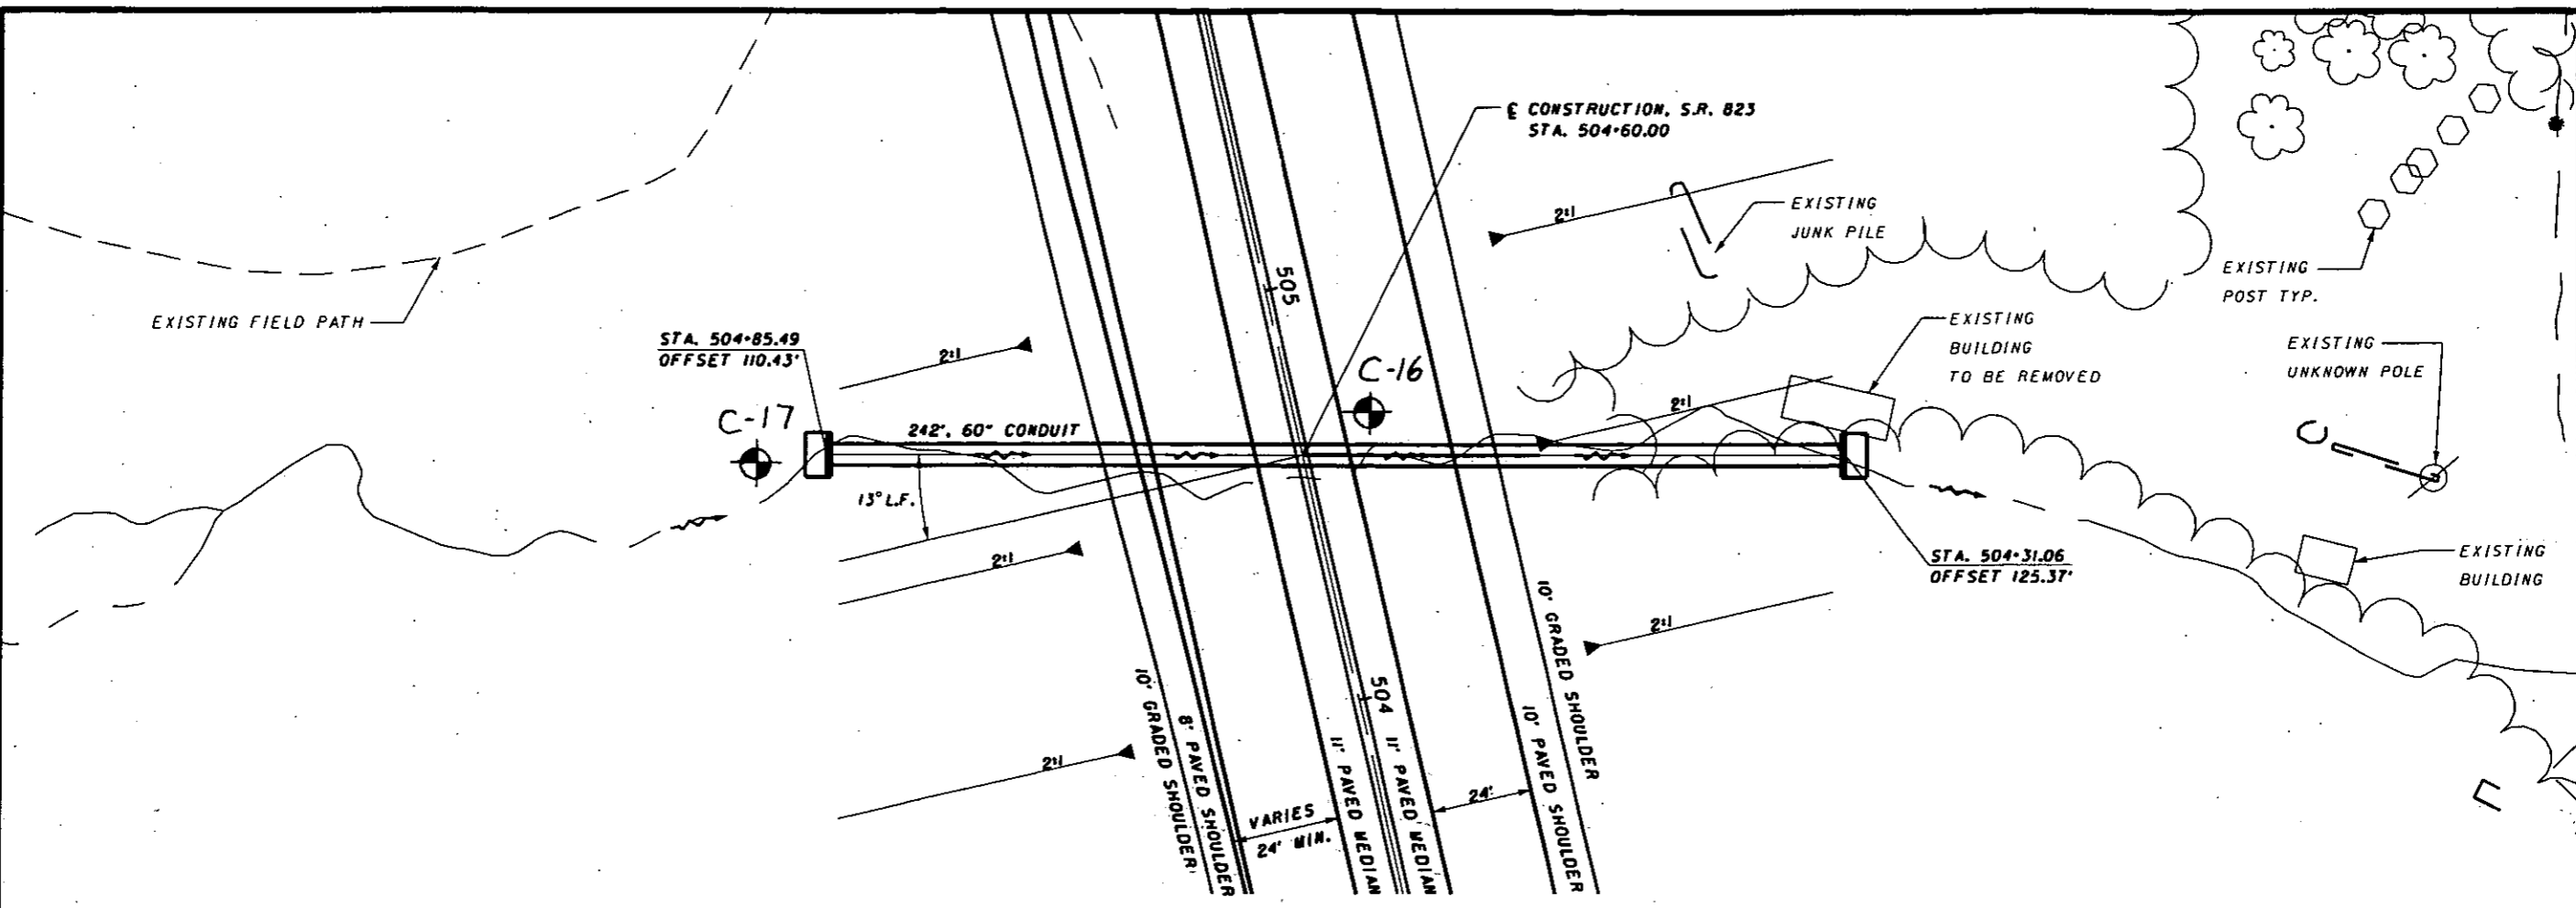 ℄ CONSTRUCTION, S.R. 823
STA. 504+60.00
2:1
EXISTING
JUNK PILE
EXISTING
POST TYP.
EXISTING FIELD PATH
505
STA. 504+85.49
OFFSET 110.43'
2:1
C-16
EXISTING
BUILDING
TO BE REMOVED
EXISTING
UNKNOWN POLE
C-17
242', 60" CONDUIT
2:1
13° L.F.
2:1
STA. 504+31.06
OFFSET 125.37'
EXISTING
BUILDING
2:1
2:1
10' GRADED SHOULDER
8' PAVED SHOULDER
VARIES
24' MIN.
11' PAVED MEDIAN
504
11' PAVED MEDIAN
24'
10' PAVED SHOULDER
10' GRADED SHOULDER